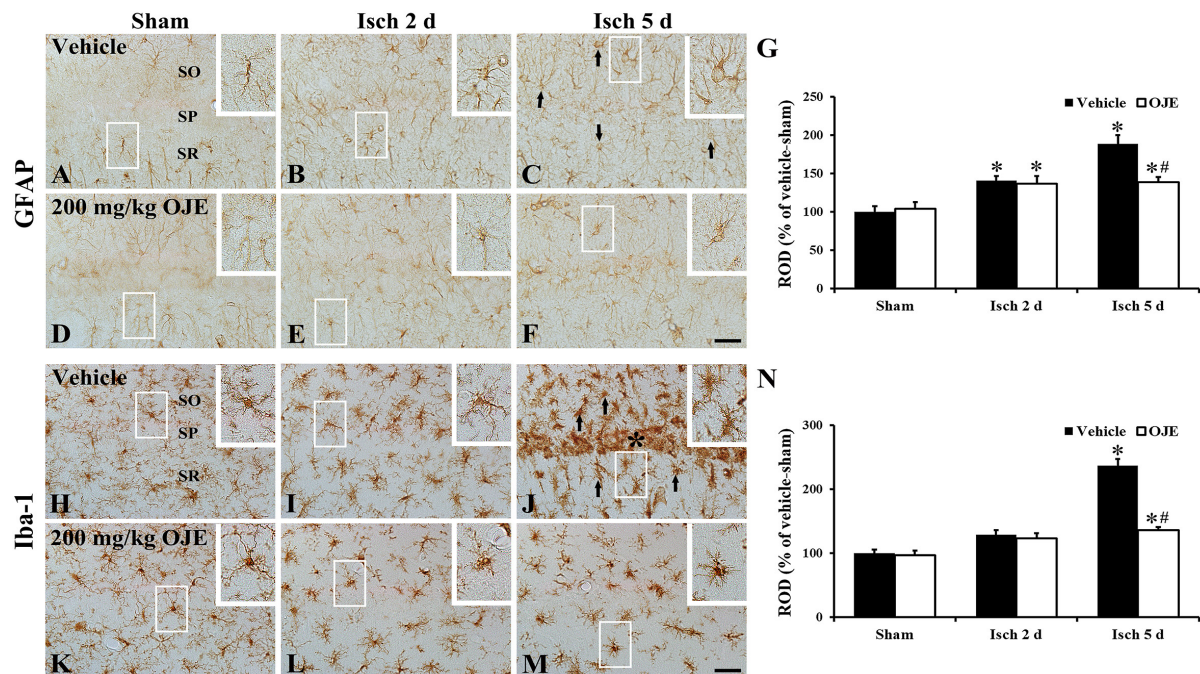 Sham Isch 2 d Isch 5 d
GFAP
Vehicle
SO
SP
SR
A B C
200 mg/kg OJE
D E F
G
Vehicle OJE
ROD (% of vehicle-sham)
250
200
150
100
50
0
* * * *#
Sham Isch 2 d Isch 5 d
Iba-1
Vehicle
SO
SP
SR
*
H I J
200 mg/kg OJE
K L M
N
Vehicle OJE
ROD (% of vehicle-sham)
300
200
100
0
* *#
Sham Isch 2 d Isch 5 d